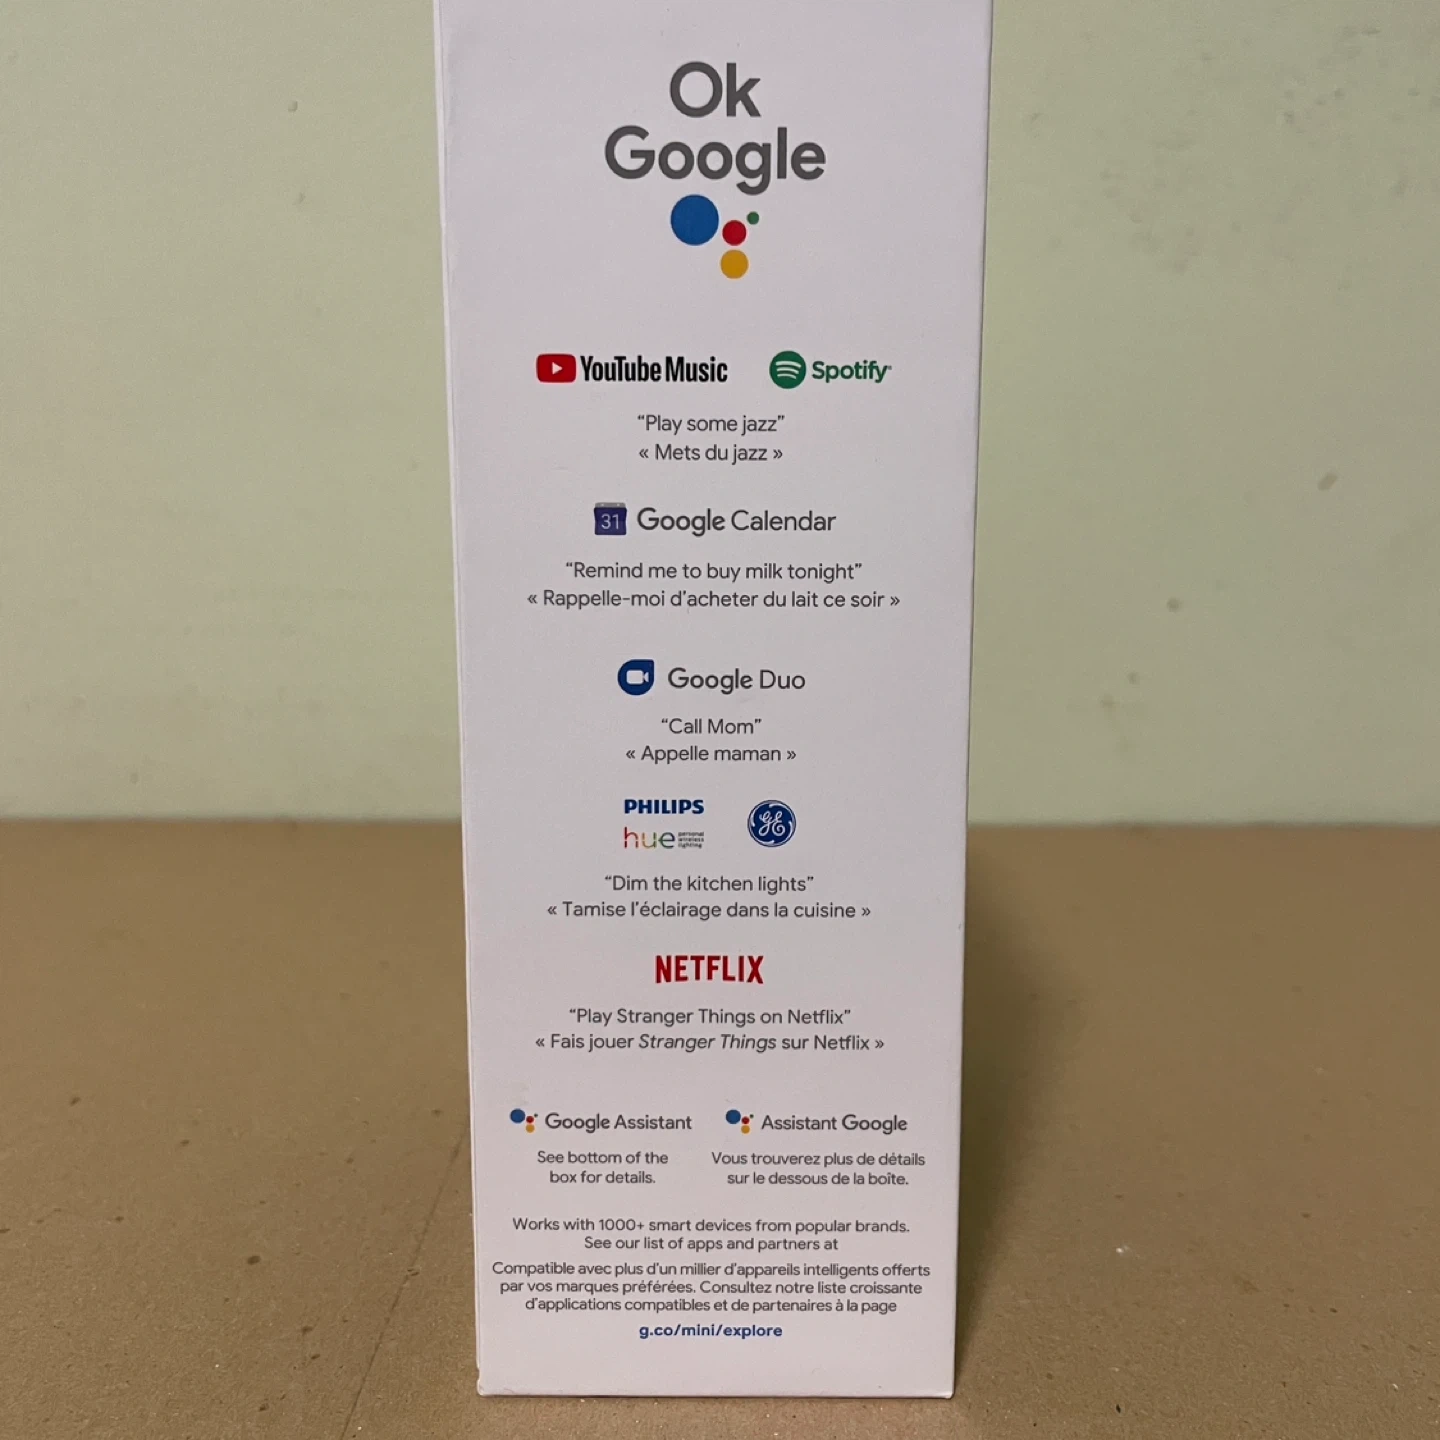 Ok
Google
YouTube Music Spotify
“Play some jazz”
« Mets du jazz »
31 Google Calendar
“Remind me to buy milk tonight”
« Rappelle-moi d’acheter du lait ce soir »
Google Duo
“Call Mom”
« Appelle maman »
PHILIPS
hue personal wireless lighting GE
“Dim the kitchen lights”
« Tamise l’éclairage dans la cuisine »
NETFLIX
“Play Stranger Things on Netflix”
« Fais jouer Stranger Things sur Netflix »
Google Assistant Assistant Google
See bottom of the Vous trouverez plus de détails
box for details. sur le dessous de la boîte.
Works with 1000+ smart devices from popular brands.
See our list of apps and partners at
Compatible avec plus d’un millier d’appareils intelligents offerts
par vos marques préférées. Consultez notre liste croissante
d’applications compatibles et de partenaires à la page
g.co/mini/explore